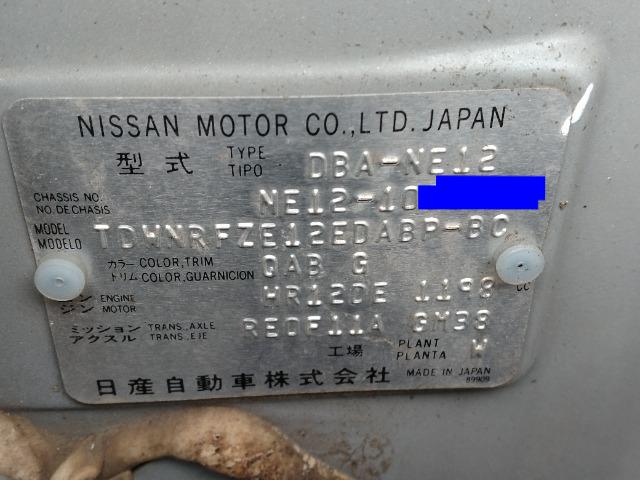 NISSAN MOTOR CO.,LTD. JAPAN
型式 TYPE TIPO DBA-NE12
CHASSIS NO. NO.DECHASIS NE12-10
MODEL MODELO TDWNRFZE12EDABP-BC
カラー COLOR,TRIM トリム COLOR,GUARNICION QAB G
ン ENGINE ジン MOTOR HR12DE 1198 CC
ミッション TRANS.,AXLE アクスル TRANS.,EJE RE0F11A GM38
工場 PLANT PLANTA W
日産自動車株式会社 MADE IN JAPAN
89909